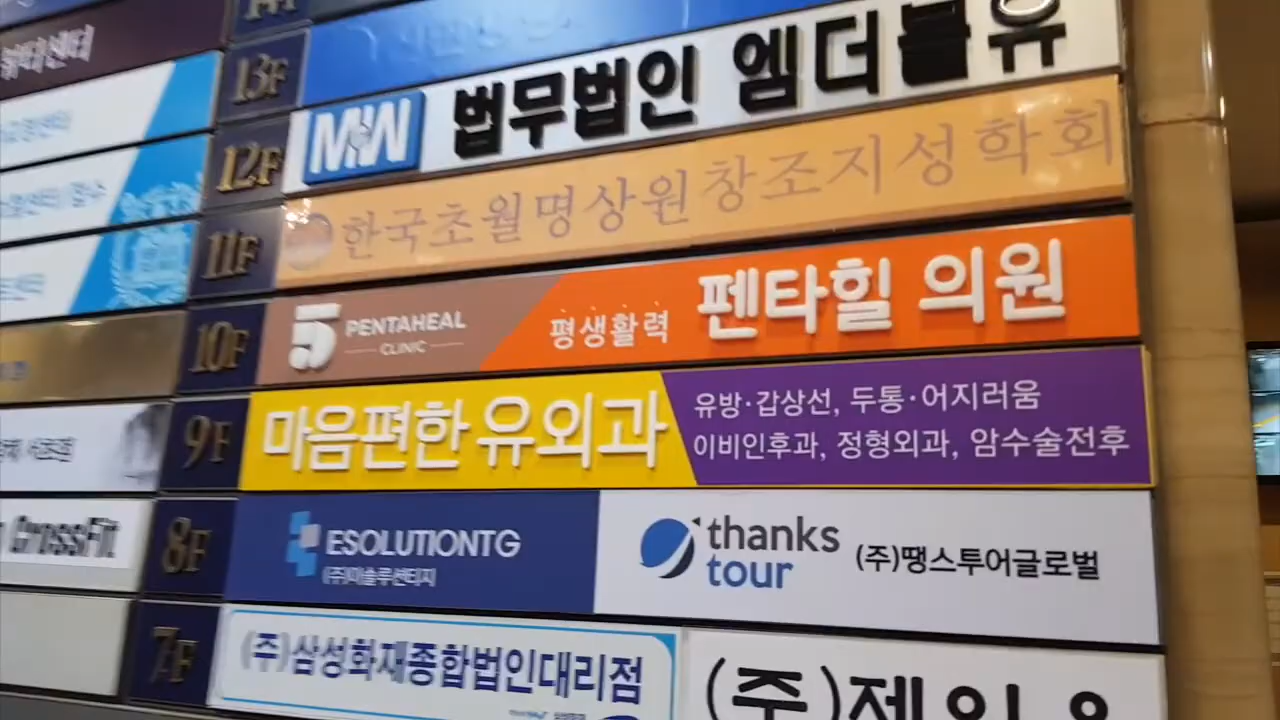 14F
13F
MW 법무법인 엠더블유
12F
한국초월명상원창조지성학회
11F
5 PENTAHEAL
CLINIC
평생활력 펜타힐 의원
10F
마음편한 유외과
유방·갑상선, 두통·어지러움
이비인후과, 정형외과, 암수술전후
9F
CrossFit
8F
ESOLUTIONTG
(주)이솔루션티지
thanks
tour
(주)땡스투어글로벌
7F
(주)삼성화재종합법인대리점